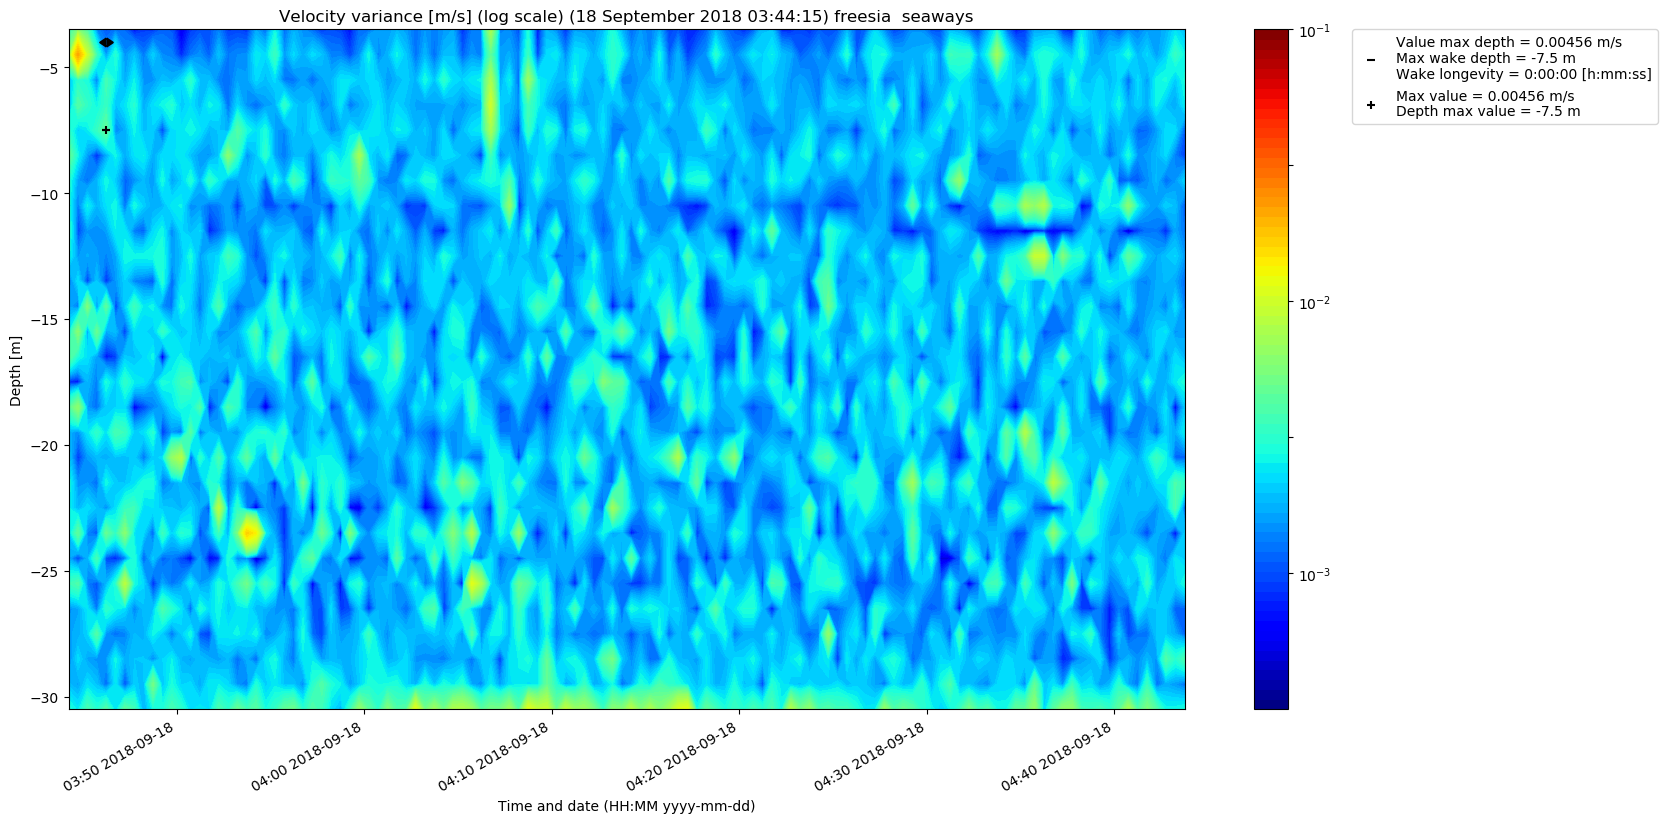 Velocity variance [m/s] (log scale) (18 September 2018 03:44:15) freesia  seaways
Depth [m]
−5
−10
−15
−20
−25
−30
03:50 2018-09-18
04:00 2018-09-18
04:10 2018-09-18
04:20 2018-09-18
04:30 2018-09-18
04:40 2018-09-18
Time and date (HH:MM yyyy-mm-dd)
10⁻¹
10⁻²
10⁻³
Value max depth = 0.00456 m/s
Max wake depth = -7.5 m
Wake longevity = 0:00:00 [h:mm:ss]
Max value = 0.00456 m/s
Depth max value = -7.5 m